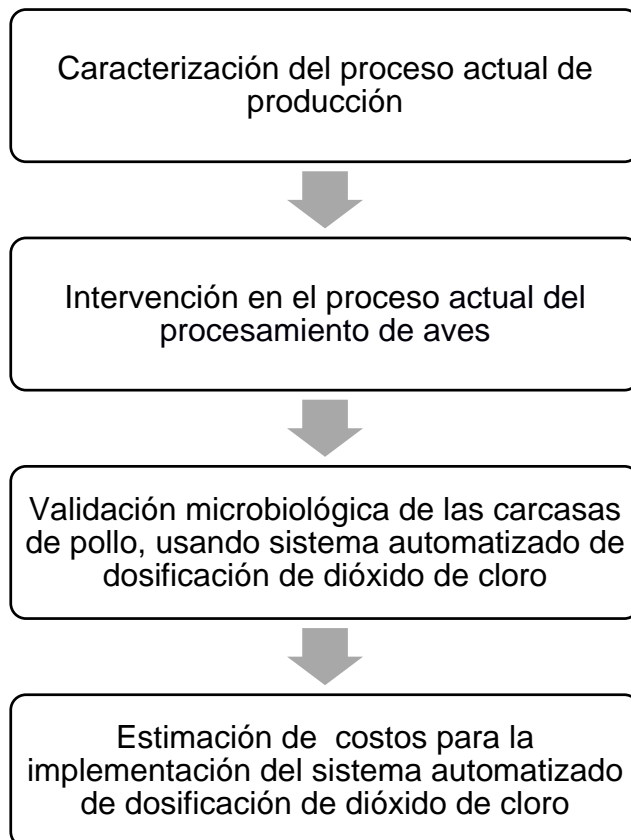 Caracterización del proceso actual de
producción
Intervención en el proceso actual del
procesamiento de aves
Validación microbiológica de las carcasas
de pollo, usando sistema automatizado de
dosificación de dióxido de cloro
Estimación de costos para la
implementación del sistema automatizado
de dosificación de dióxido de cloro